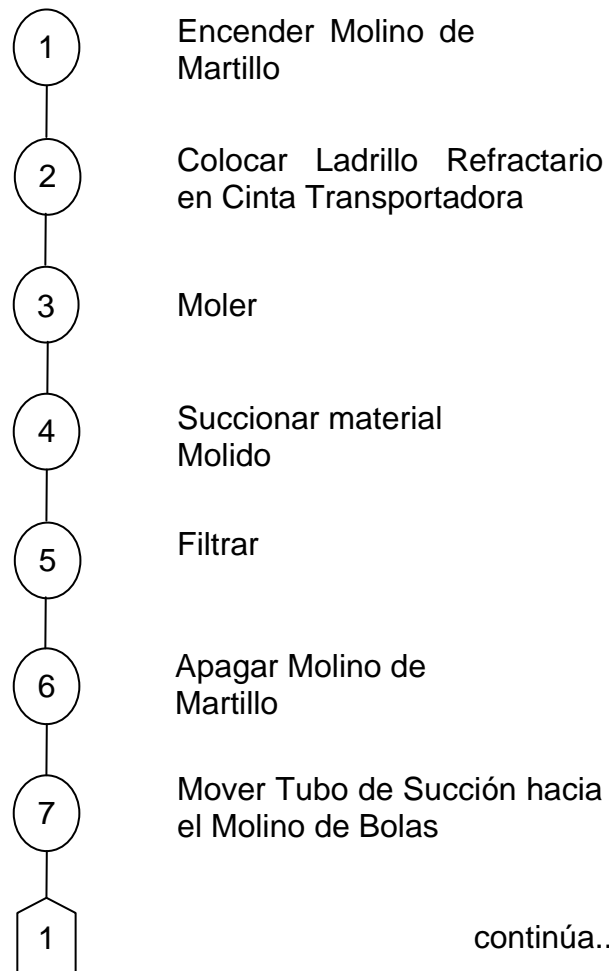 1
Encender Molino de
Martillo
2
Colocar Ladrillo Refractario
en Cinta Transportadora
3
Moler
4
Succionar material
Molido
5
Filtrar
6
Apagar Molino de
Martillo
7
Mover Tubo de Succión hacia
el Molino de Bolas
1
continúa..